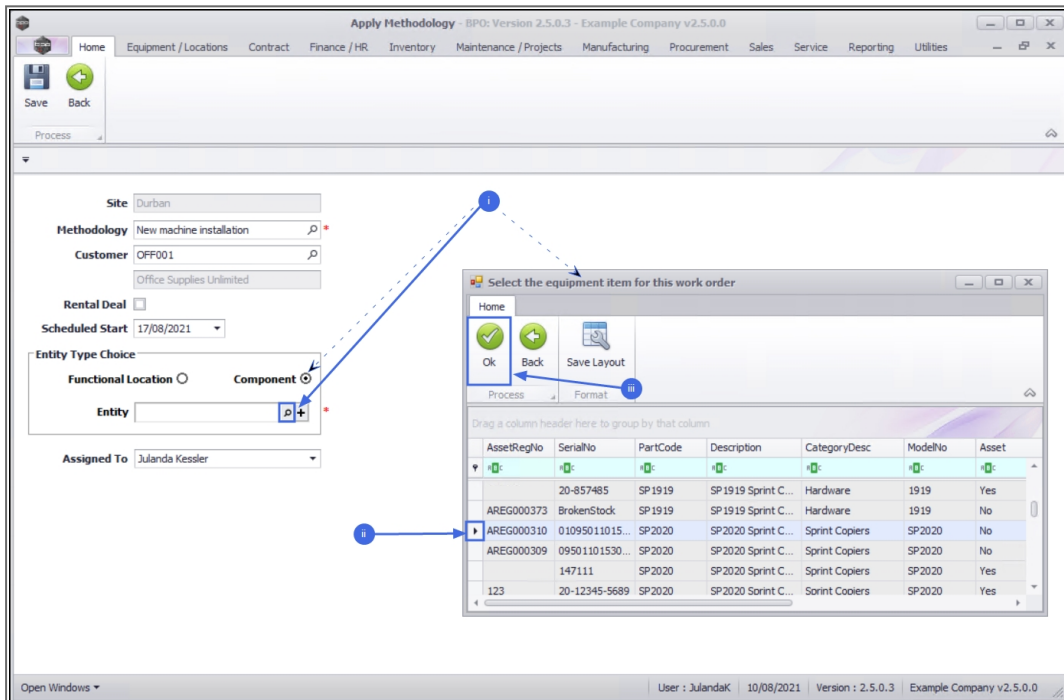 Apply Methodology - BPO: Version 2.5.0.3 - Example Company v2.5.0.0
Home Equipment / Locations Contract Finance / HR Inventory Maintenance / Projects Manufacturing Procurement Sales Service Reporting Utilities
Save Back
Process
Site Durban
Methodology New machine installation *
Customer OFF001
Office Supplies Unlimited
Rental Deal
Scheduled Start 17/08/2021
Entity Type Choice
Functional Location Component
Entity *
Assigned To Julanda Kessler
i
Select the equipment item for this work order
Home
Ok Back Save Layout
Process Format
iii
Drag a column header here to group by that column
AssetRegNo SerialNo PartCode Description CategoryDesc ModelNo Asset
20-857485 SP1919 SP1919 Sprint C... Hardware 1919 Yes
AREG000373 BrokenStock SP1919 SP1919 Sprint C... Hardware 1919 No
ii
AREG000310 01095011015... SP2020 SP2020 Sprint C... Sprint Copiers SP2020 No
AREG000309 09501101530... SP2020 SP2020 Sprint C... Sprint Copiers SP2020 No
147111 SP2020 SP2020 Sprint C... Sprint Copiers SP2020 Yes
123 20-12345-5689 SP2020 SP2020 Sprint C... Sprint Copiers SP2020 Yes
Open Windows User : JulandaK 10/08/2021 Version : 2.5.0.3 Example Company v2.5.0.0